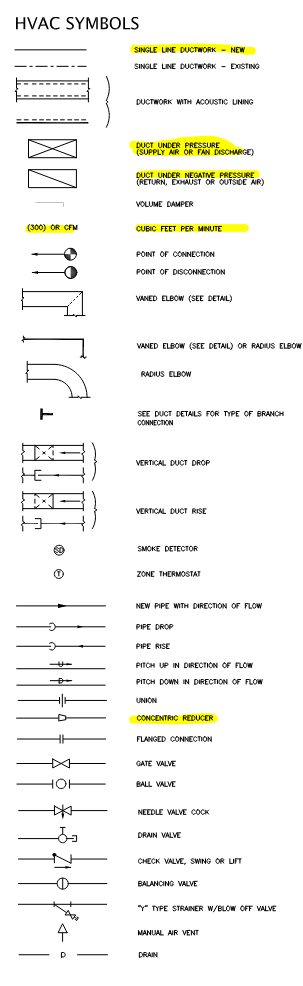 HVAC SYMBOLS
SINGLE LINE DUCTWORK - NEW
SINGLE LINE DUCTWORK - EXISTING
DUCTWORK WITH ACOUSTIC LINING
DUCT UNDER PRESSURE
(SUPPLY AIR OR FAN DISCHARGE)
DUCT UNDER NEGATIVE PRESSURE
(RETURN, EXHAUST OR OUTSIDE AIR)
VOLUME DAMPER
(300) OR CFM CUBIC FEET PER MINUTE
POINT OF CONNECTION
POINT OF DISCONNECTION
VANED ELBOW (SEE DETAIL)
VANED ELBOW (SEE DETAIL) OR RADIUS ELBOW
RADIUS ELBOW
SEE DUCT DETAILS FOR TYPE OF BRANCH
CONNECTION
VERTICAL DUCT DROP
VERTICAL DUCT RISE
SD SMOKE DETECTOR
T ZONE THERMOSTAT
NEW PIPE WITH DIRECTION OF FLOW
PIPE DROP
PIPE RISE
U PITCH UP IN DIRECTION OF FLOW
D PITCH DOWN IN DIRECTION OF FLOW
UNION
CONCENTRIC REDUCER
FLANGED CONNECTION
GATE VALVE
BALL VALVE
NEEDLE VALVE COCK
DRAIN VALVE
CHECK VALVE, SWING OR LIFT
BALANCING VALVE
"Y" TYPE STRAINER W/BLOW OFF VALVE
MANUAL AIR VENT
D DRAIN